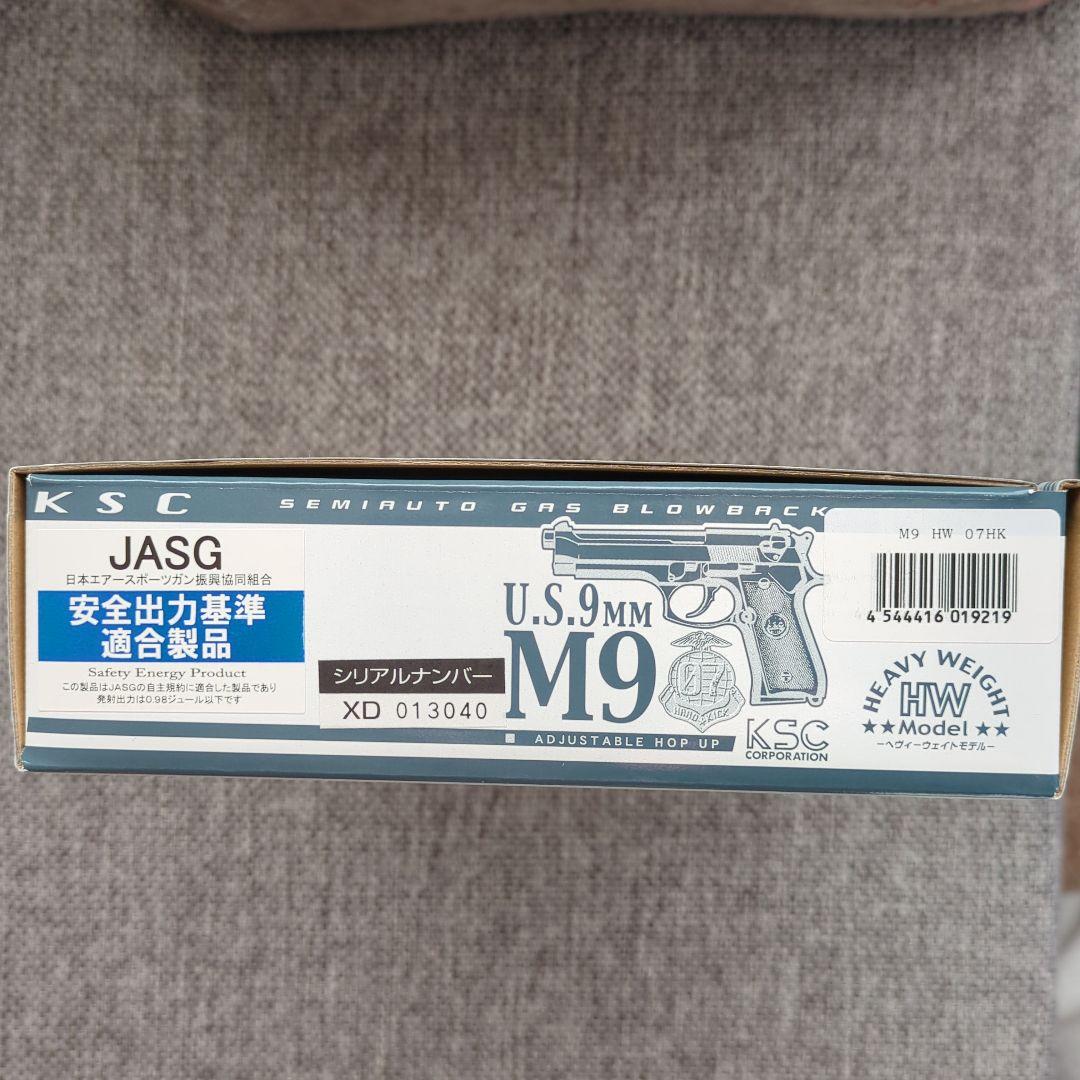 KSC
SEMIAUTO GAS BLOWBACK
JASG
日本エアースポーツガン振興協同組合
安全出力基準
適合製品
Safety Energy Product
この製品はJASGの自主規約に適合した製品であり
発射出力は0.98ジュール以下です
シリアルナンバー
XD 013040
U.S.9MM
M9
07
HARD KICK
ADJUSTABLE HOP UP
KSC
CORPORATION
M9 HW 07HK
4 544416 019219
HEAVY WEIGHT
HW
★★Model★★
－ヘヴィーウェイトモデル－